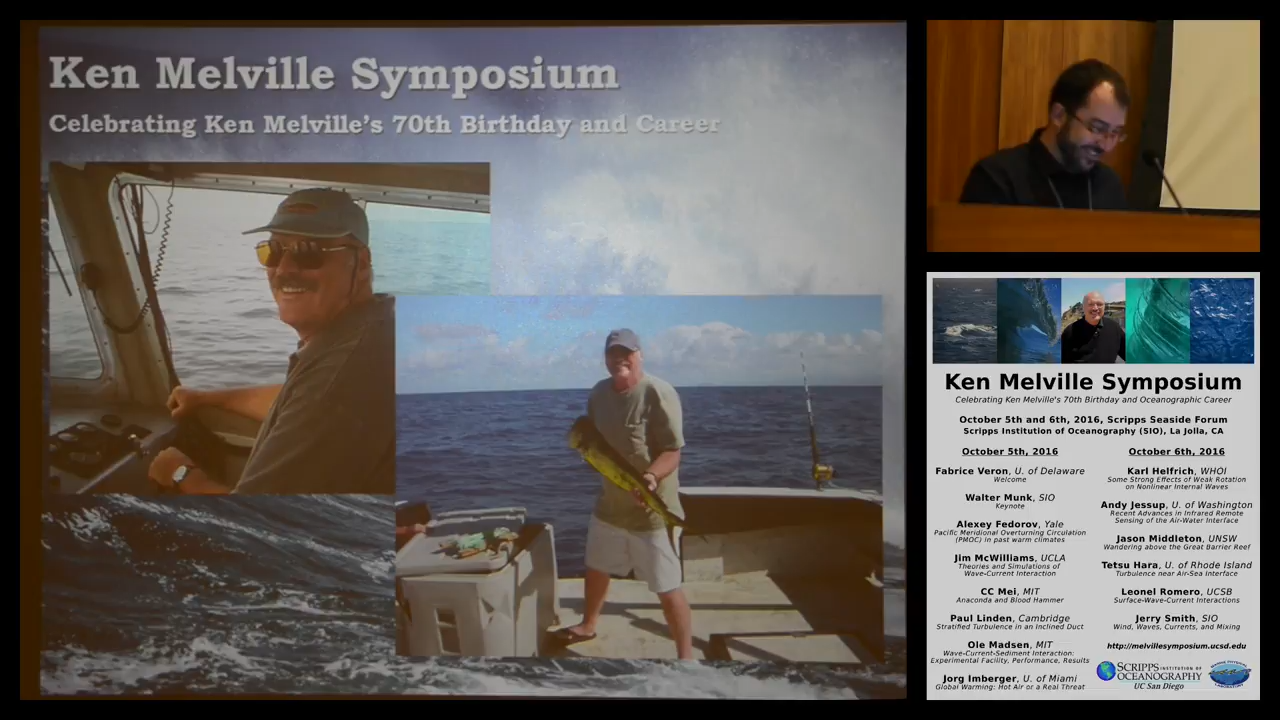 Ken Melville Symposium
Celebrating Ken Melville's 70th Birthday and Career
Ken Melville Symposium
Celebrating Ken Melville's 70th Birthday and Oceanographic Career
October 5th and 6th, 2016, Scripps Seaside Forum
Scripps Institution of Oceanography (SIO), La Jolla, CA
October 5th, 2016
Fabrice Veron, U. of Delaware
Welcome
Walter Munk, SIO
Keynote
Alexey Fedorov, Yale
Pacific Meridional Overturning Circulation
(PMOC) in past warm climates
Jim McWilliams, UCLA
Theories and Simulations of
Wave-Current Interaction
CC Mei, MIT
Anaconda and Blood Hammer
Paul Linden, Cambridge
Stratified Turbulence in an Inclined Duct
Ole Madsen, MIT
Wave-Current-Sediment Interaction:
Experimental Facility, Performance, Results
Jorg Imberger, U. of Miami
Global Warming: Hot Air or a Real Threat
October 6th, 2016
Karl Helfrich, WHOI
Some Strong Effects of Weak Rotation
on Nonlinear Internal Waves
Andy Jessup, U. of Washington
Recent Advances in Infrared Remote
Sensing of the Air-Water Interface
Jason Middleton, UNSW
Wandering above the Great Barrier Reef
Tetsu Hara, U. of Rhode Island
Turbulence near Air-Sea Interface
Leonel Romero, UCSB
Surface-Wave-Current Interactions
Jerry Smith, SIO
Wind, Waves, Currents, and Mixing
http://melvillesymposium.ucsd.edu
SCRIPPS INSTITUTION OF
OCEANOGRAPHY
UC San Diego